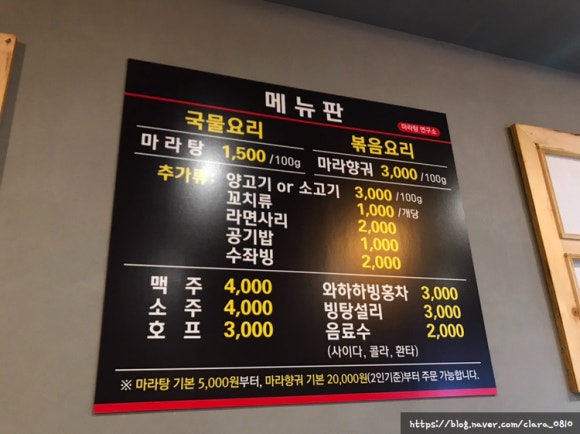 메뉴판
마라탕 연구소
국물요리 볶음요리
마라탕 1,500 /100g 마라향궈 3,000 /100g
추가류 : 양고기 or 소고기 3,000 /100g
꼬치류 1,000 /개당
라면사리 2,000
공기밥 1,000
수좌빙 2,000
맥주 4,000 와하하빙홍차 3,000
소주 4,000 빙탕설리 3,000
호프 3,000 음료수 2,000
(사이다, 콜라, 환타)
※ 마라탕 기본 5,000원부터, 마라향궈 기본 20,000원(2인기준)부터 주문 가능합니다.
https://blog.naver.com/clara_0810